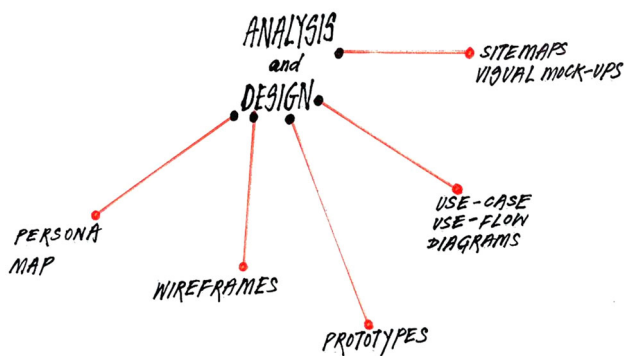 ANALYSIS
and
DESIGN
SITEMAPS
VISUAL MOCK-UPS
USE-CASE
USE-FLOW
DIAGRAMS
PERSONA
MAP
WIREFRAMES
PROTOTYPES